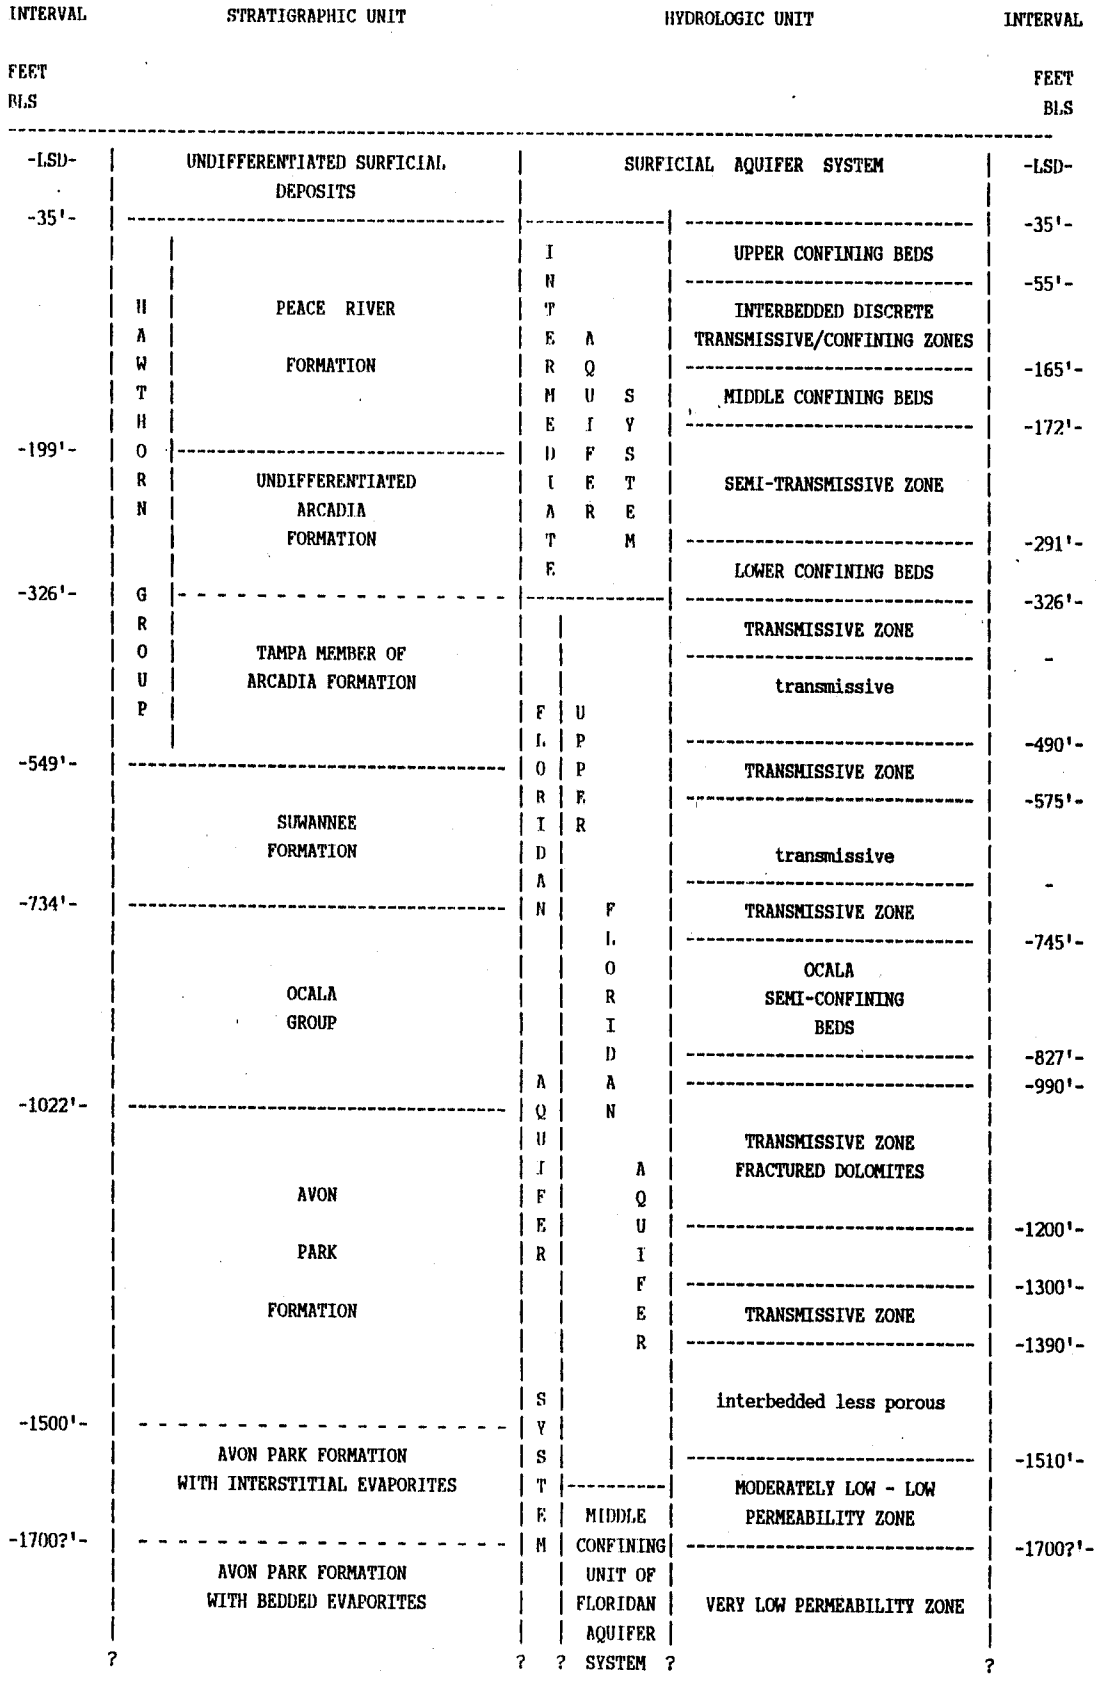 INTERVAL STRATIGRAPHIC UNIT HYDROLOGIC UNIT INTERVAL
FEET
BLS
FEET
BLS
-LSD- UNDIFFERENTIATED SURFICIAL SURFICIAL AQUIFER SYSTEM -LSD-
DEPOSITS
-35'- -35'-
UPPER CONFINING BEDS
-55'-
HAWTHORN GROUP
PEACE RIVER
FORMATION
INTERMEDIATE AQUIFER SYSTEM
INTERBEDDED DISCRETE
TRANSMISSIVE/CONFINING ZONES
-165'-
MIDDLE CONFINING BEDS
-172'-
-199'-
UNDIFFERENTIATED
ARCADIA
FORMATION
SEMI-TRANSMISSIVE ZONE
-291'-
LOWER CONFINING BEDS
-326'- -326'-
TRANSMISSIVE ZONE
-
TAMPA MEMBER OF
ARCADIA FORMATION
transmissive
FLORIDAN AQUIFER SYSTEM
UPPER FLORIDAN AQUIFER
-490'-
-549'-
TRANSMISSIVE ZONE
-575'-
SUWANNEE
FORMATION
transmissive
-
-734'-
TRANSMISSIVE ZONE
-745'-
OCALA
GROUP
OCALA
SEMI-CONFINING
BEDS
-827'-
-990'-
-1022'-
TRANSMISSIVE ZONE
FRACTURED DOLOMITES
AVON
PARK
FORMATION
-1200'-
-1300'-
TRANSMISSIVE ZONE
-1390'-
interbedded less porous
-1500'-
AVON PARK FORMATION
WITH INTERSTITIAL EVAPORITES
-1510'-
MODERATELY LOW - LOW
PERMEABILITY ZONE
MIDDLE
CONFINING
UNIT OF
FLORIDAN
AQUIFER
SYSTEM
-1700?'- -1700?'-
AVON PARK FORMATION
WITH BEDDED EVAPORITES
VERY LOW PERMEABILITY ZONE
? ? ? ? ?